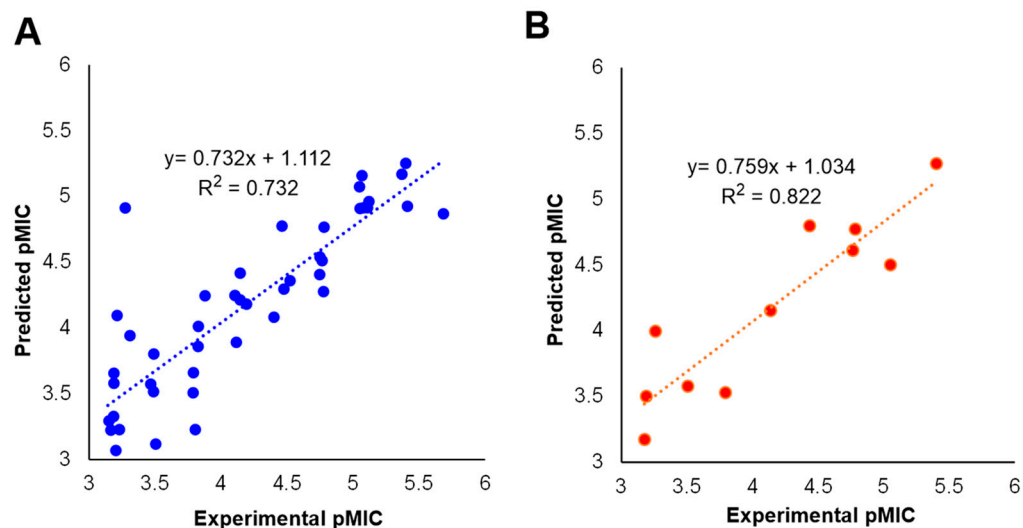 A
6
5.5
5
4.5
4
3.5
3
Predicted pMIC
y= 0.732x + 1.112
R² = 0.732
3 3.5 4 4.5 5 5.5 6
Experimental pMIC
B
6
5.5
5
4.5
4
3.5
3
Predicted pMIC
y= 0.759x + 1.034
R² = 0.822
3 3.5 4 4.5 5 5.5 6
Experimental pMIC